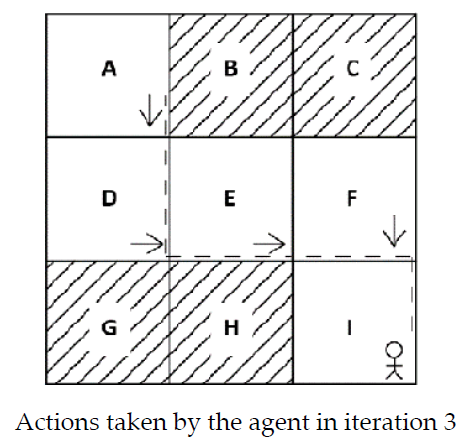 A B C
D E F
G H I
Actions taken by the agent in iteration 3